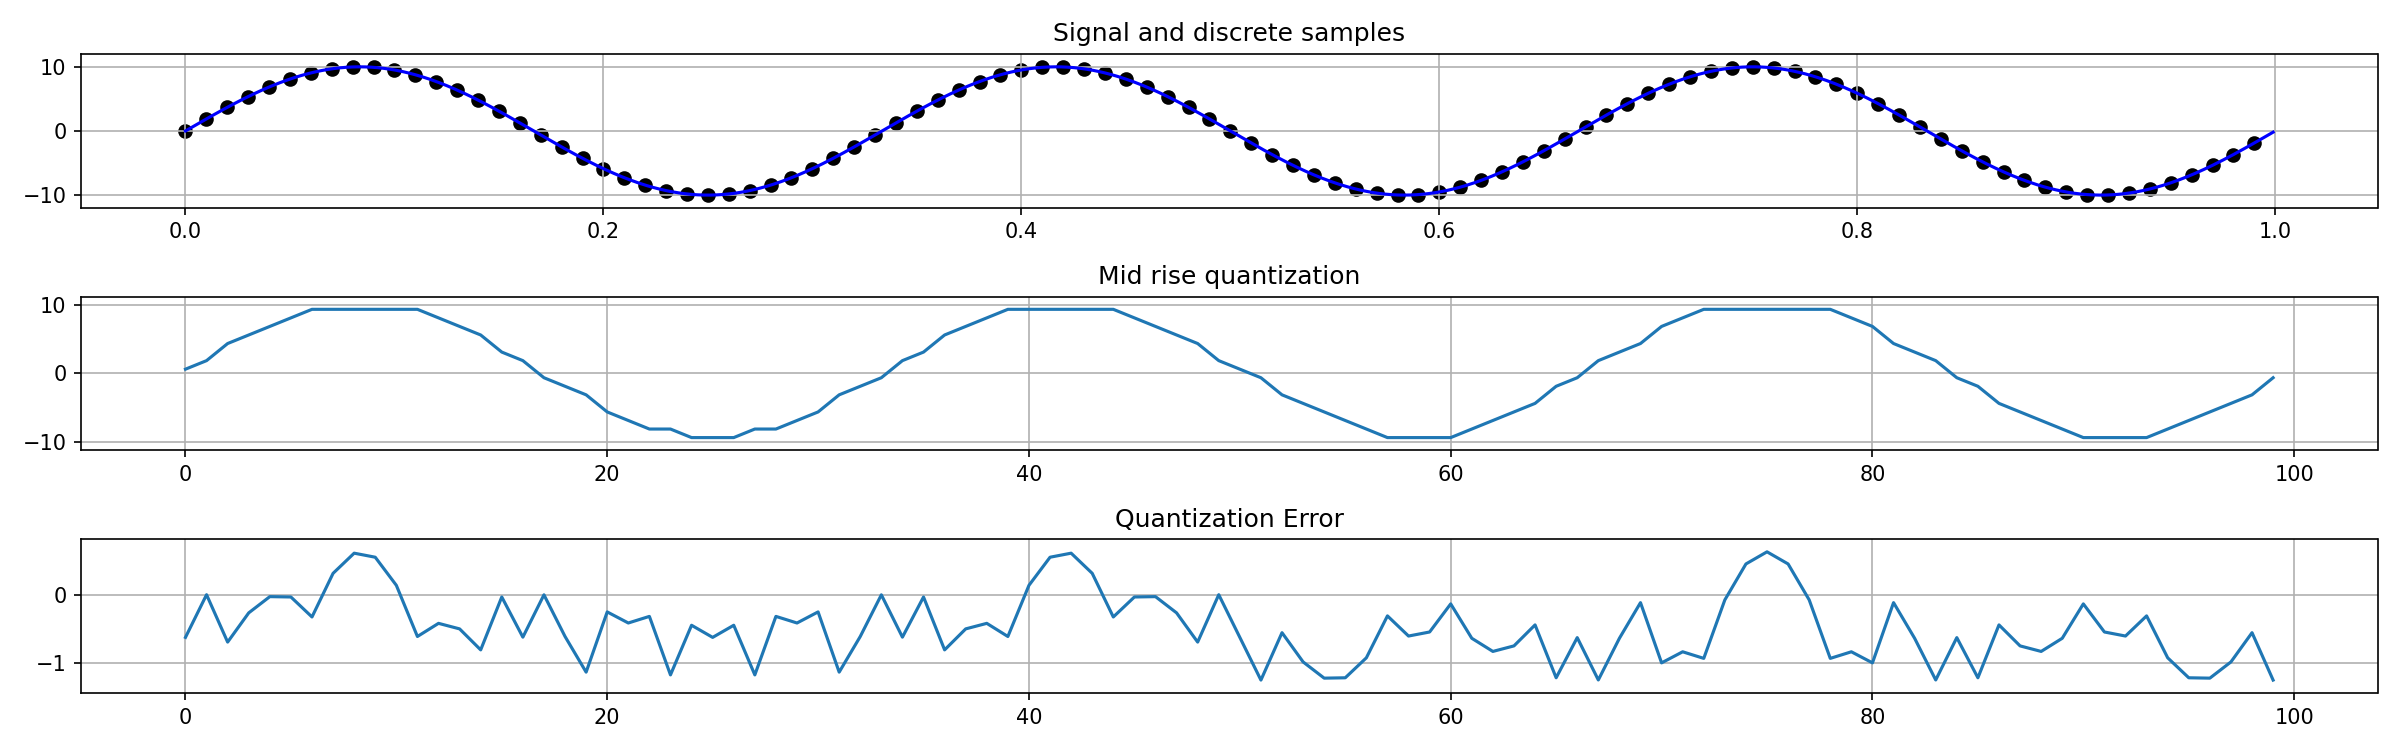 Signal and discrete samples
10
0
−10
0.0 0.2 0.4 0.6 0.8 1.0
Mid rise quantization
10
0
−10
0 20 40 60 80 100
Quantization Error
0
−1
0 20 40 60 80 100